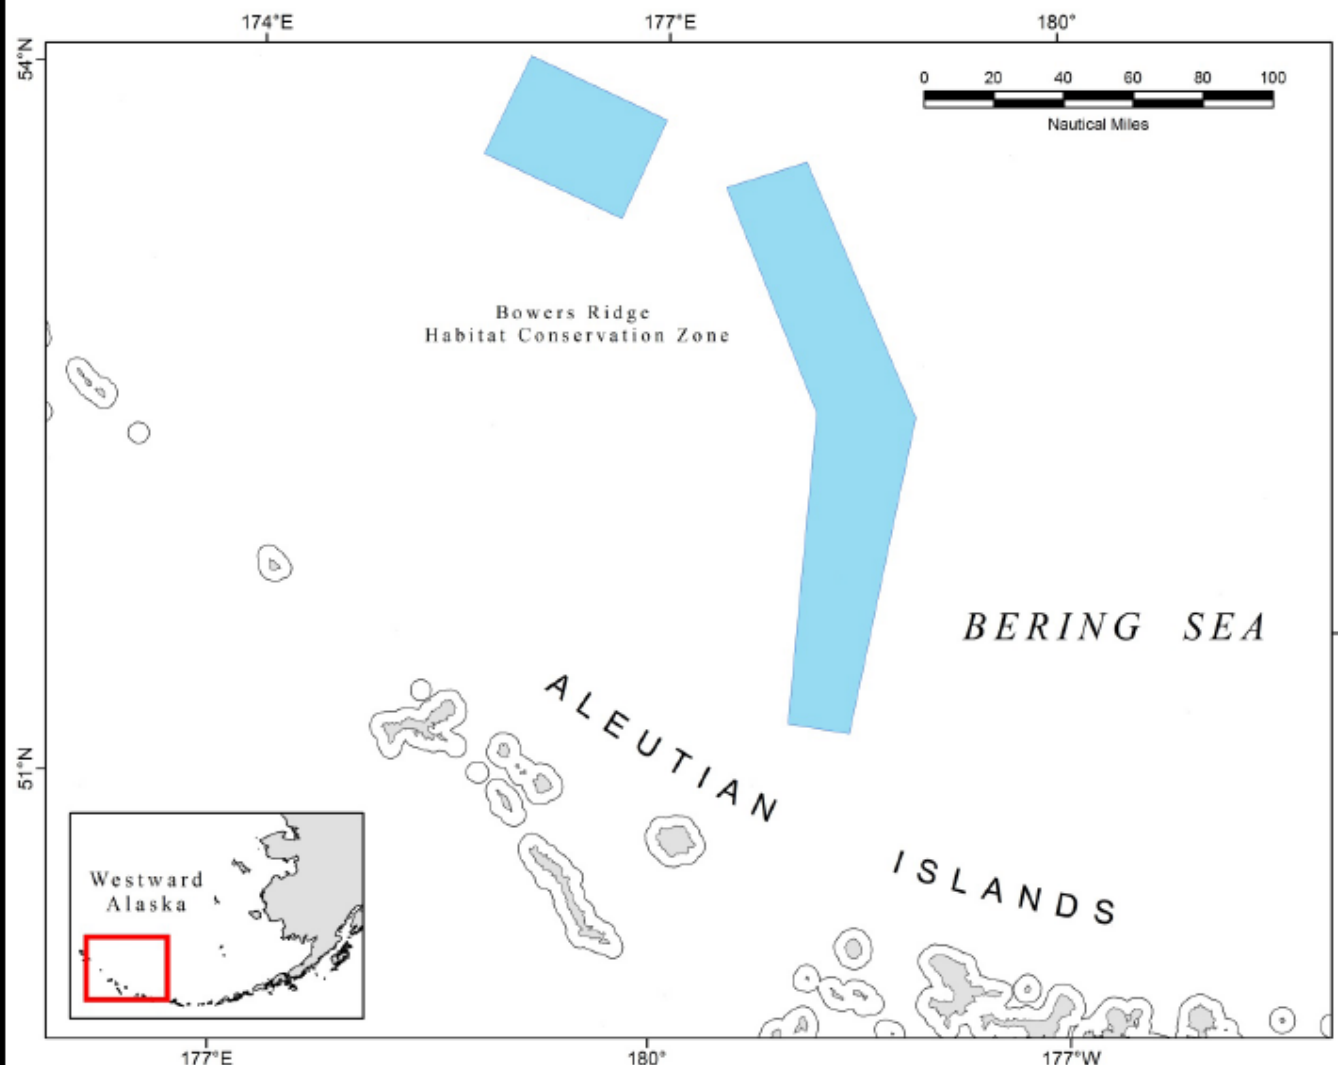 174°E 177°E 180°
54°N
0 20 40 60 80 100
Nautical Miles
Bowers Ridge
Habitat Conservation Zone
BERING SEA
ALEUTIAN
ISLANDS
51°N
Westward
Alaska
177°E 180° 177°W